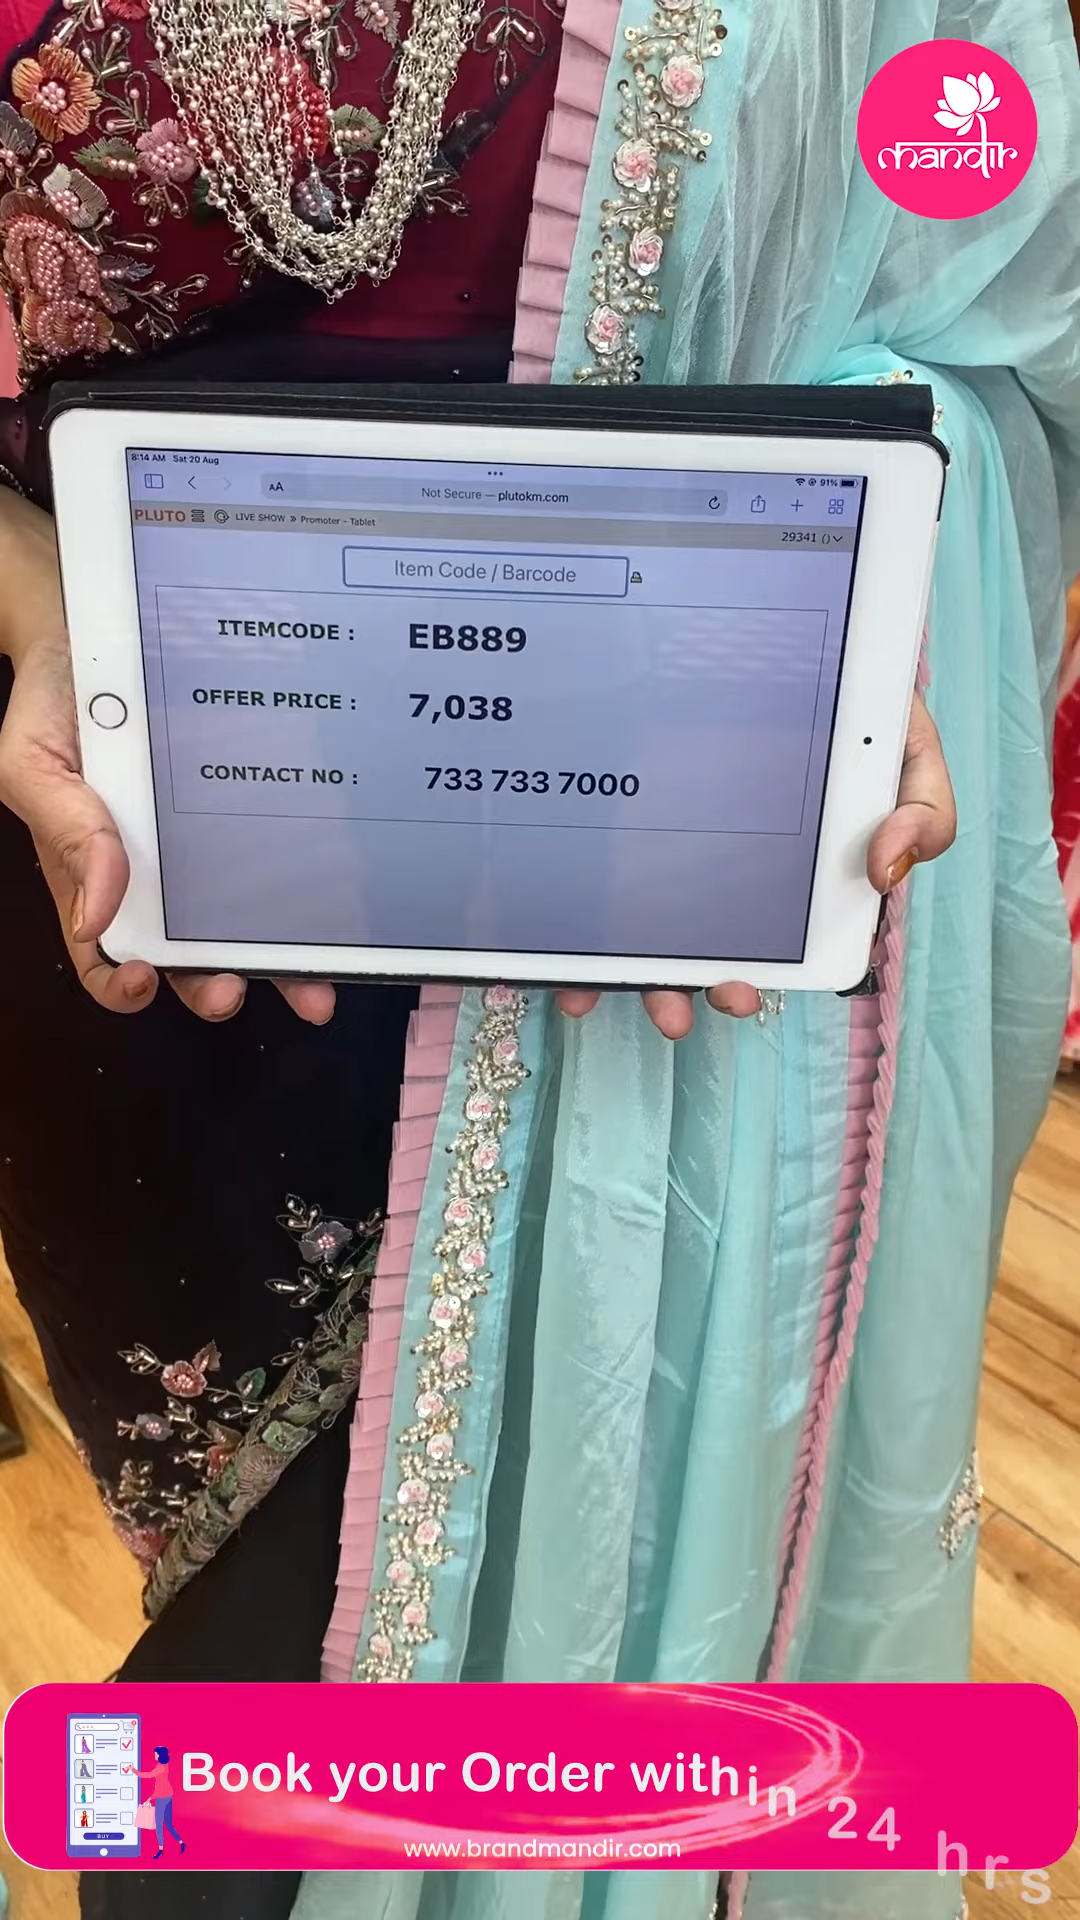 mandir
8:14 AM Sat 20 Aug
91%
AA
Not Secure — plutokm.com
PLUTO
LIVE SHOW » Promoter - Tablet
29341 ()
Item Code / Barcode
ITEMCODE : EB889
OFFER PRICE : 7,038
CONTACT NO : 733 733 7000
Book your Order within 24 hrs
BUY
www.brandmandir.com